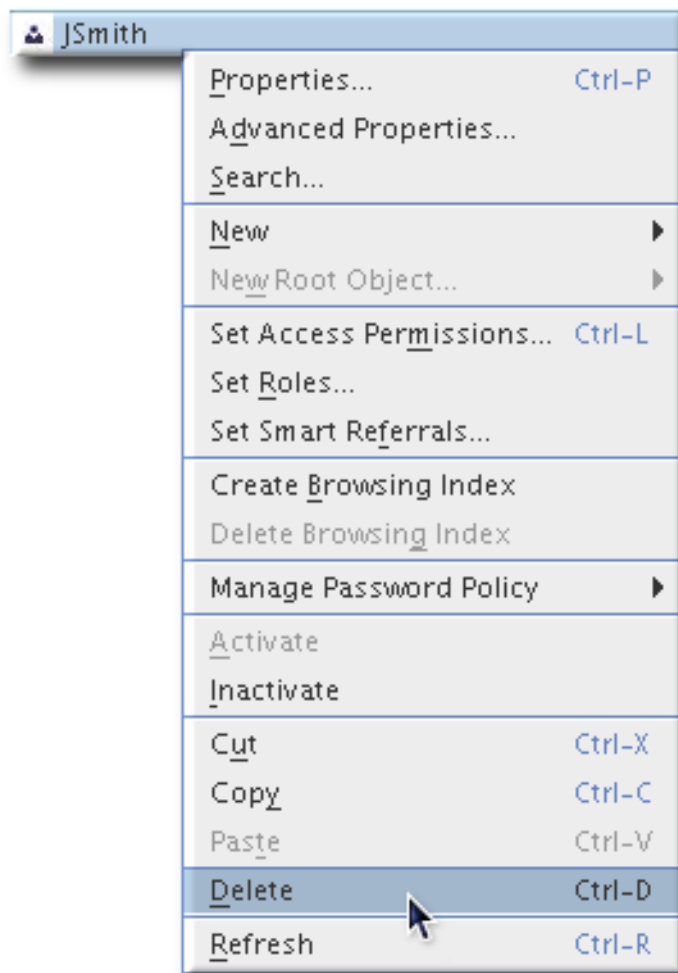 JSmith
Properties... Ctrl-P
Advanced Properties...
Search...
New
New Root Object...
Set Access Permissions... Ctrl-L
Set Roles...
Set Smart Referrals...
Create Browsing Index
Delete Browsing Index
Manage Password Policy
Activate
Inactivate
Cut Ctrl-X
Copy Ctrl-C
Paste Ctrl-V
Delete Ctrl-D
Refresh Ctrl-R